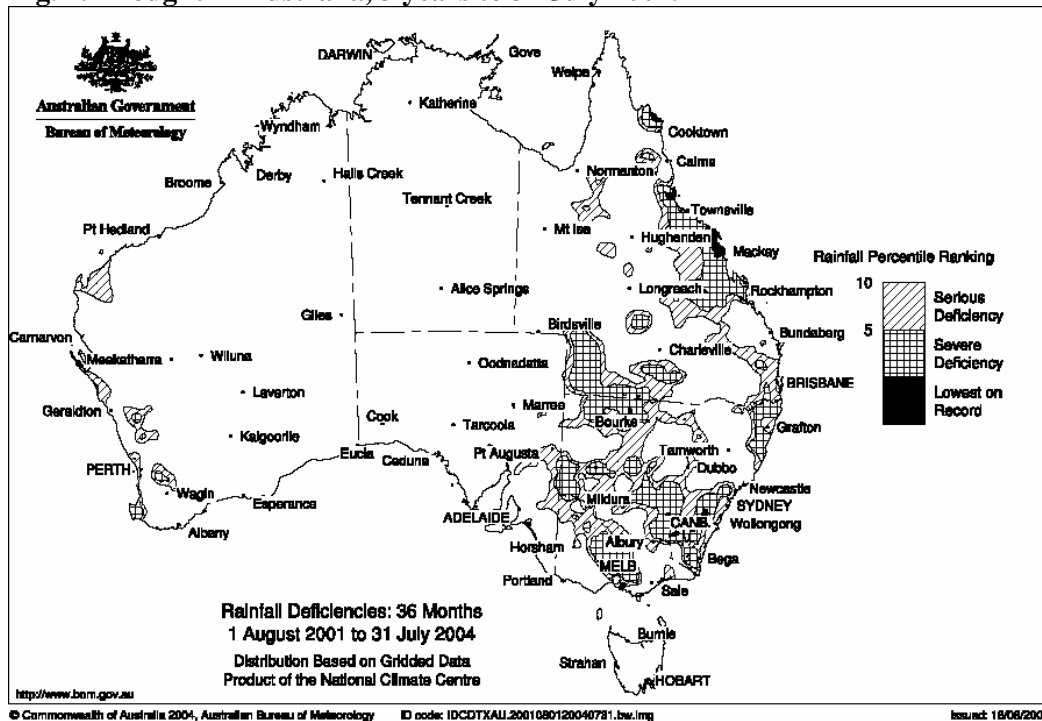 Australian Government
Bureau of Meteorology
DARWIN
Gove
Weipa
Katherine
Cooktown
Wyndham
Cairns
Derby
Halls Creek
Normanton
Broome
Tennant Creek
Townsville
Mt Isa
Pt Hedland
Hughenden
Mackay
Longreach
Rockhampton
Alice Springs
Giles
Birdsville
Bundaberg
Carnarvon
Meekatharra
Wiluna
Charleville
Oodnadatta
BRISBANE
Laverton
Marree
Geraldton
Cook
Bourke
Grafton
Tarcoola
Kalgoorlie
Eucla
Ceduna
Pt Augusta
Tamworth
PERTH
Dubbo
Wagin
Mildura
Newcastle
Esperance
SYDNEY
ADELAIDE
CANB.
Wollongong
Albany
Horsham
Albury
Bega
MELB
Portland
Sale
Burnie
Strahan
HOBART
Rainfall Percentile Ranking
10
Serious
Deficiency
5
Severe
Deficiency
Lowest on
Record
Rainfall Deficiencies: 36 Months
1 August 2001 to 31 July 2004
Distribution Based on Gridded Data
Product of the National Climate Centre
http://www.bom.gov.au
© Commonwealth of Australia 2004, Australian Bureau of Meteorology ID code: IDCDTXAU.2001080120040731.bw.img Issued: